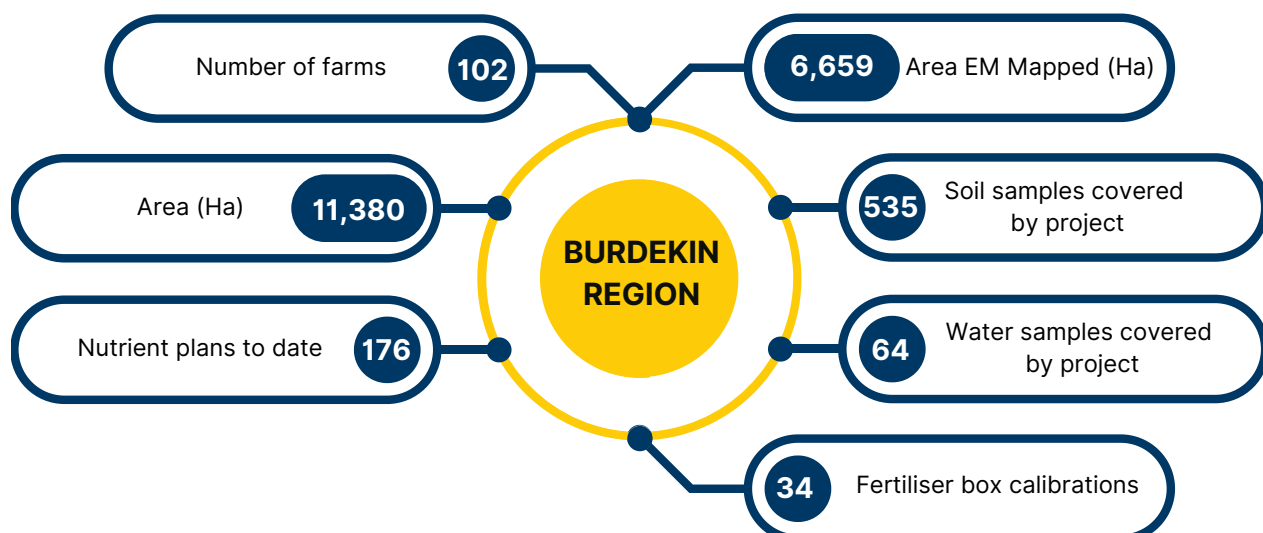 Number of farms 102
6,659 Area EM Mapped (Ha)
Area (Ha) 11,380
535 Soil samples covered
by project
BURDEKIN
REGION
Nutrient plans to date 176
64 Water samples covered
by project
34 Fertiliser box calibrations